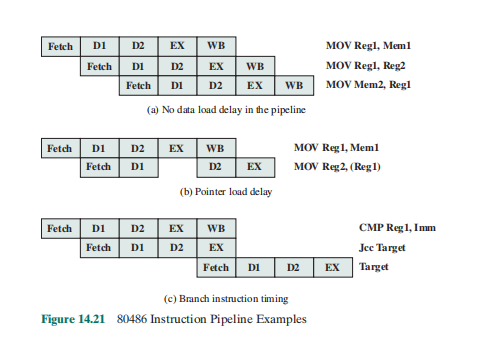 Fetch D1 D2 EX WB MOV Reg1, Mem1
Fetch D1 D2 EX WB MOV Reg1, Reg2
Fetch D1 D2 EX WB MOV Mem2, Reg1
(a) No data load delay in the pipeline
Fetch D1 D2 EX WB MOV Reg1, Mem1
Fetch D1 D2 EX MOV Reg2, (Reg1)
(b) Pointer load delay
Fetch D1 D2 EX WB CMP Reg1, Imm
Fetch D1 D2 EX Jcc Target
Fetch D1 D2 EX Target
(c) Branch instruction timing
Figure 14.21 80486 Instruction Pipeline Examples